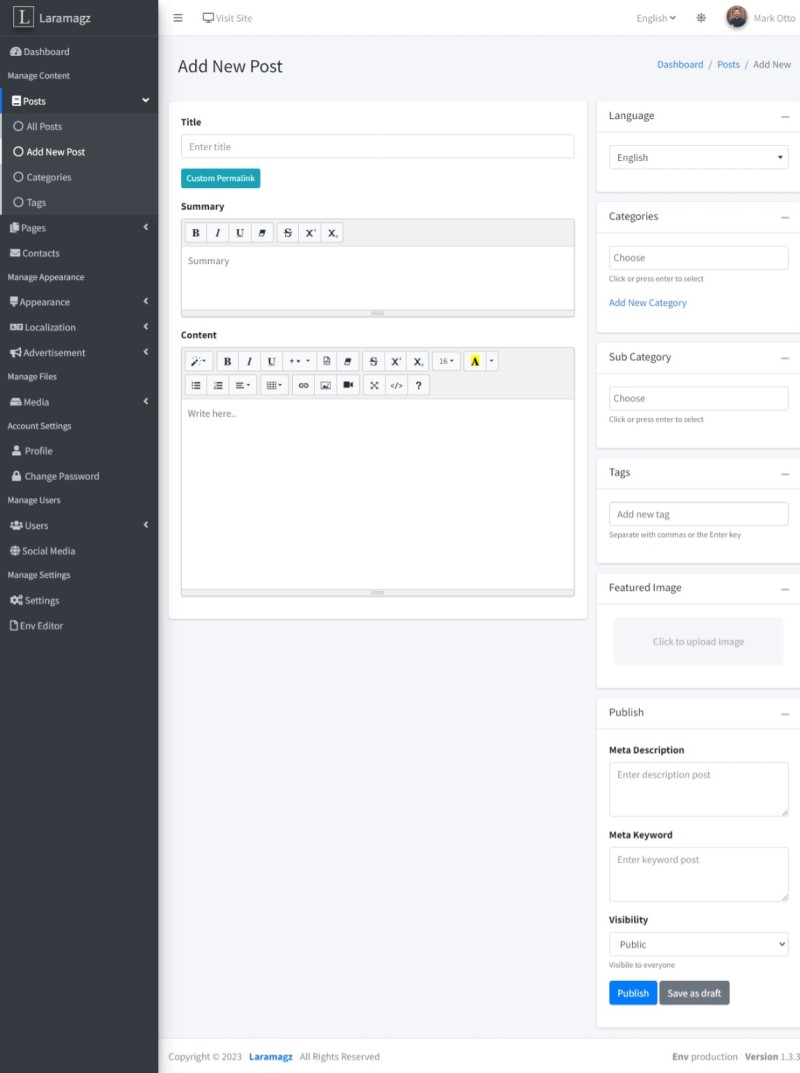 L Laramagz
Visit Site
English
Mark Otto
Dashboard
Manage Content
Posts
All Posts
Add New Post
Categories
Tags
Pages
Contacts
Manage Appearance
Appearance
Localization
Advertisement
Manage Files
Media
Account Settings
Profile
Change Password
Manage Users
Users
Social Media
Manage Settings
Settings
Env Editor
Add New Post
Dashboard / Posts / Add New
Title
Enter title
Custom Permalink
Summary
B I U S X² X₂
Summary
Content
B I U S X² X₂ 16 A
</> ?
Write here..
Language
English
Categories
Choose
Click or press enter to select
Add New Category
Sub Category
Choose
Click or press enter to select
Tags
Add new tag
Separate with commas or the Enter key
Featured Image
Click to upload image
Publish
Meta Description
Enter description post
Meta Keyword
Enter keyword post
Visibility
Public
Visibile to everyone
Publish Save as draft
Copyright © 2023 Laramagz All Rights Reserved
Env production Version 1.3.3